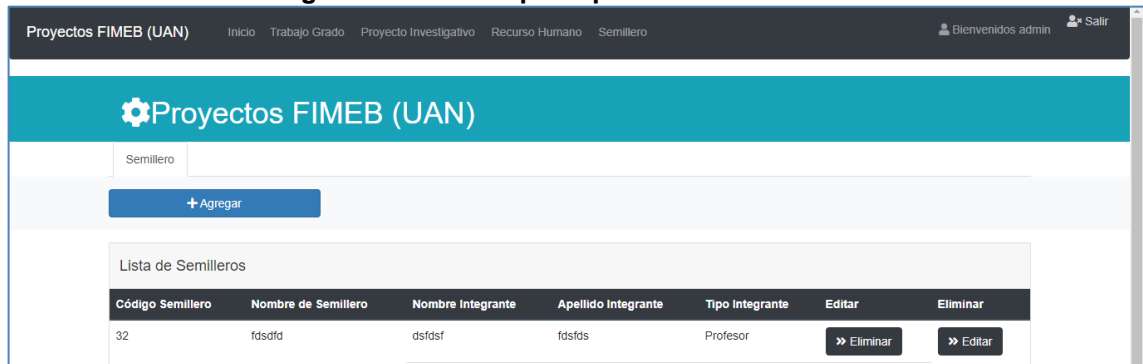 Proyectos FIMEB (UAN) Inicio Trabajo Grado Proyecto Investigativo Recurso Humano Semillero Bienvenidos admin Salir
Proyectos FIMEB (UAN)
Semillero
+ Agregar
Lista de Semilleros
Código Semillero Nombre de Semillero Nombre Integrante Apellido Integrante Tipo Integrante Editar Eliminar
32 fdsdfd dsfdsf fdsfds Profesor » Eliminar » Editar